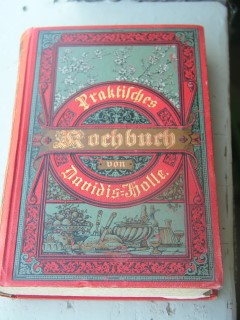 Praktisches
Kochbuch
von
Davidis-Holle.